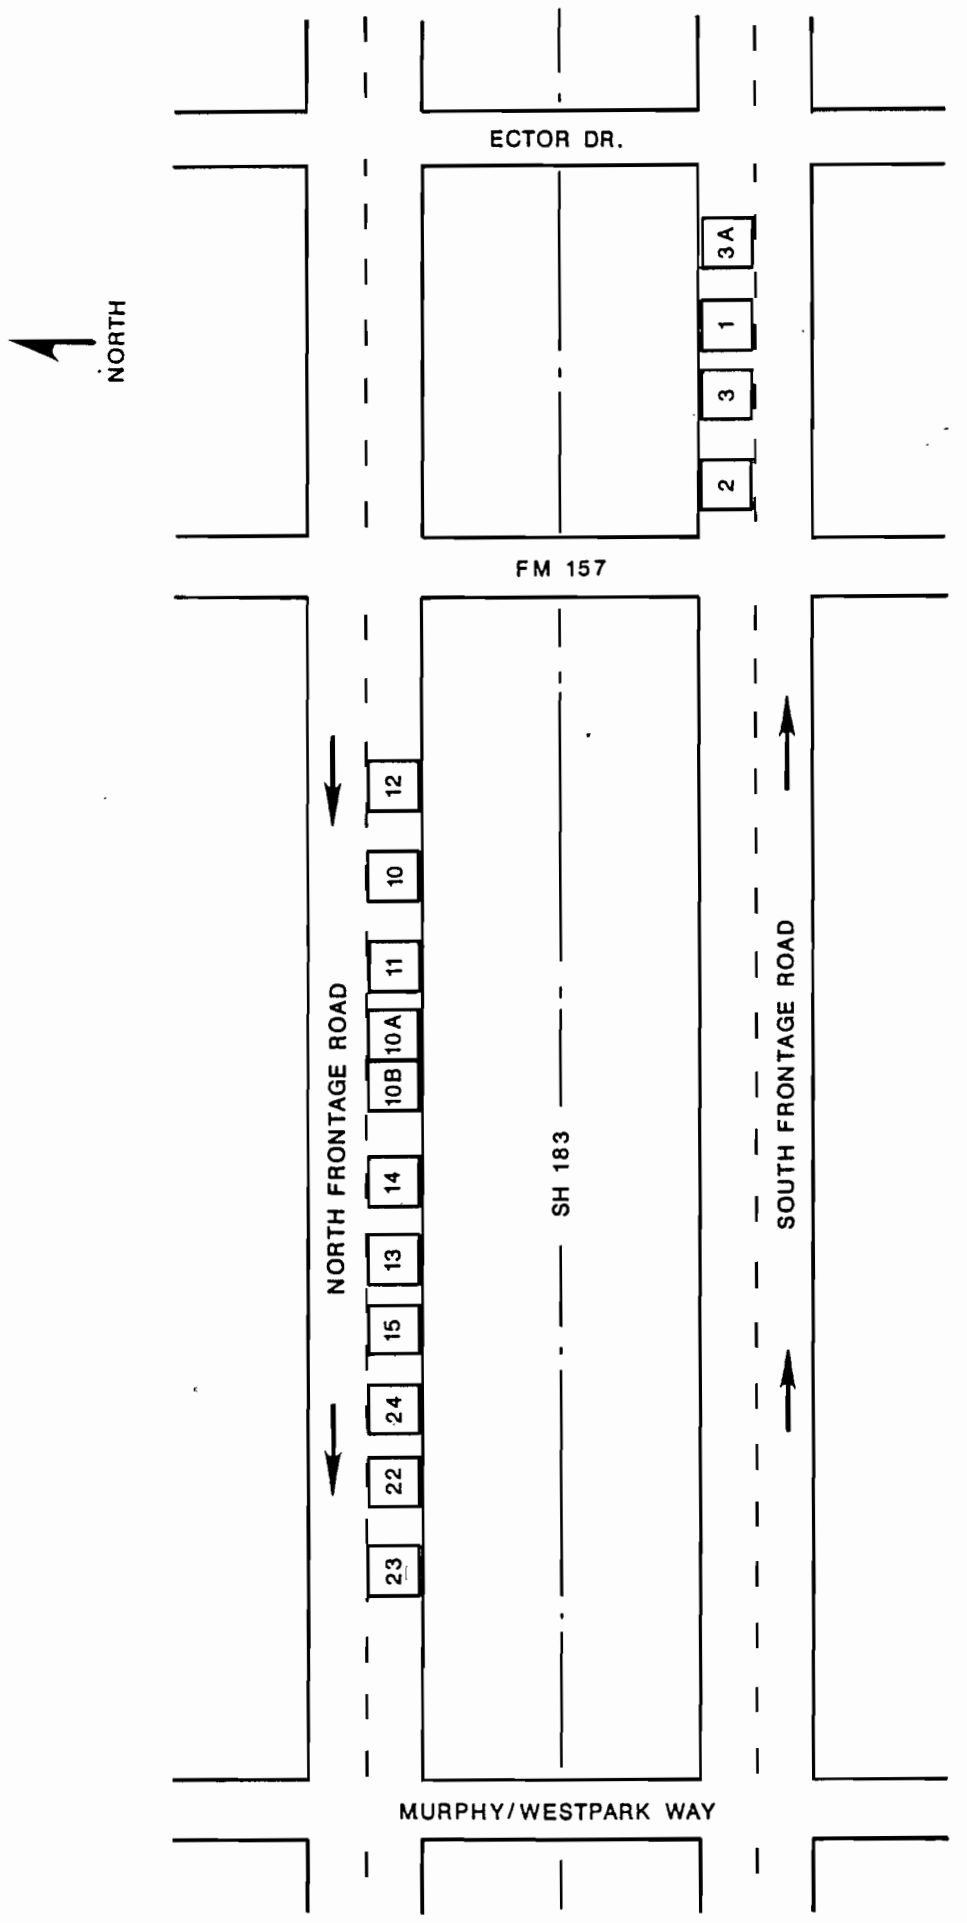 ECTOR DR.
3A
NORTH
1
3
2
FM 157
12
10
11
10A
10B
NORTH FRONTAGE ROAD
SOUTH FRONTAGE ROAD
SH 183
14
13
15
24
22
23
MURPHY/WESTPARK WAY